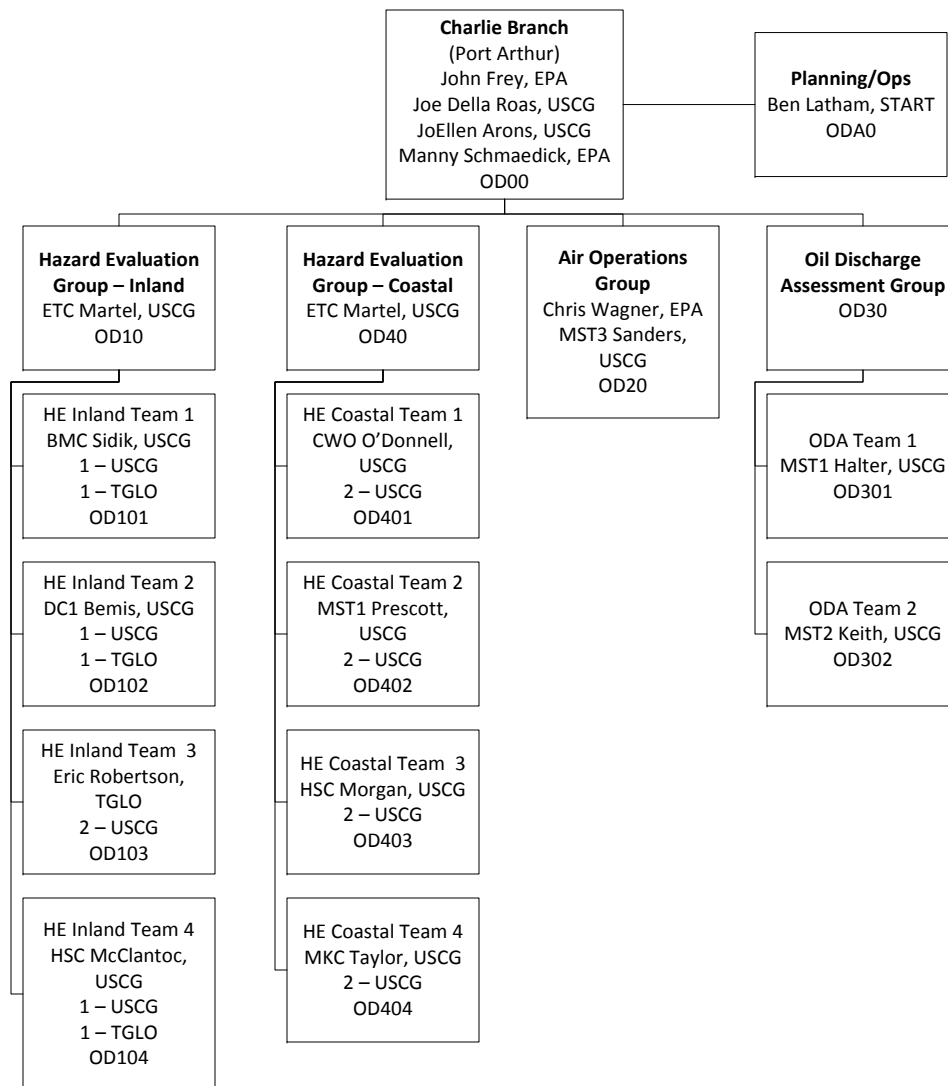 Charlie Branch
(Port Arthur)
John Frey, EPA
Joe Della Roas, USCG
JoEllen Arons, USCG
Manny Schmaedick, EPA
OD00
Planning/Ops
Ben Latham, START
ODA0
Hazard Evaluation
Group – Inland
ETC Martel, USCG
OD10
HE Inland Team 1
BMC Sidik, USCG
1 – USCG
1 – TGLO
OD101
HE Inland Team 2
DC1 Bemis, USCG
1 – USCG
1 – TGLO
OD102
HE Inland Team  3
Eric Robertson,
TGLO
2 – USCG
OD103
HE Inland Team 4
HSC McClantoc,
USCG
1 – USCG
1 – TGLO
OD104
Hazard Evaluation
Group – Coastal
ETC Martel, USCG
OD40
HE Coastal Team 1
CWO O’Donnell,
USCG
2 – USCG
OD401
HE Coastal Team 2
MST1 Prescott,
USCG
2 – USCG
OD402
HE Coastal Team  3
HSC Morgan, USCG
2 – USCG
OD403
HE Coastal Team 4
MKC Taylor, USCG
2 – USCG
OD404
Air Operations
Group
Chris Wagner, EPA
MST3 Sanders,
USCG
OD20
Oil Discharge
Assessment Group
OD30
ODA Team 1
MST1 Halter, USCG
OD301
ODA Team 2
MST2 Keith, USCG
OD302